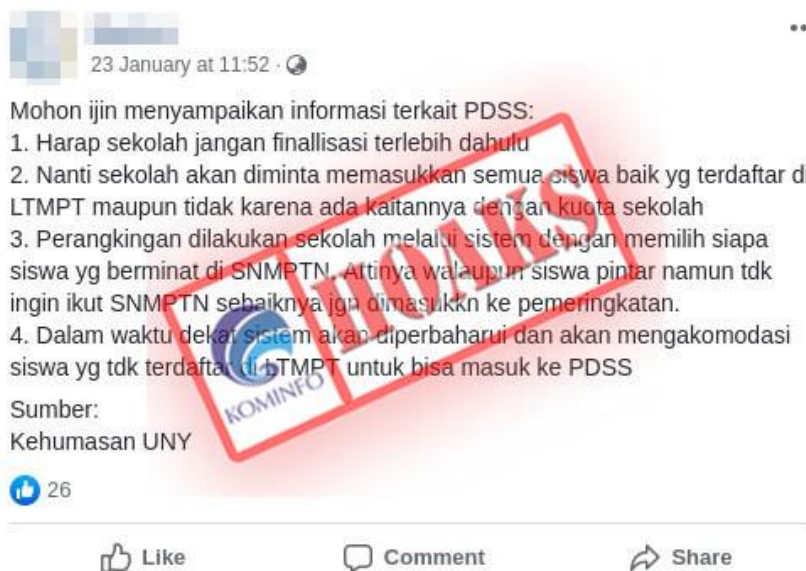 23 January at 11:52 ·
Mohon ijin menyampaikan informasi terkait PDSS:
1. Harap sekolah jangan finallisasi terlebih dahulu
2. Nanti sekolah akan diminta memasukkan semua siswa baik yg terdaftar di
LTMPT maupun tidak karena ada kaitannya dengan kuota sekolah
3. Perangkingan dilakukan sekolah melalui sistem dengan memilih siapa
siswa yg berminat di SNMPTN. Artinya walaupun siswa pintar namun tdk
ingin ikut SNMPTN sebaiknya jgn dimasukkn ke pemeringkatan.
4. Dalam waktu dekat sistem akan diperbaharui dan akan mengakomodasi
siswa yg tdk terdaftar di LTMPT untuk bisa masuk ke PDSS
Sumber:
Kehumasan UNY
KOMINFO
HOAKS
26
Like
Comment
Share